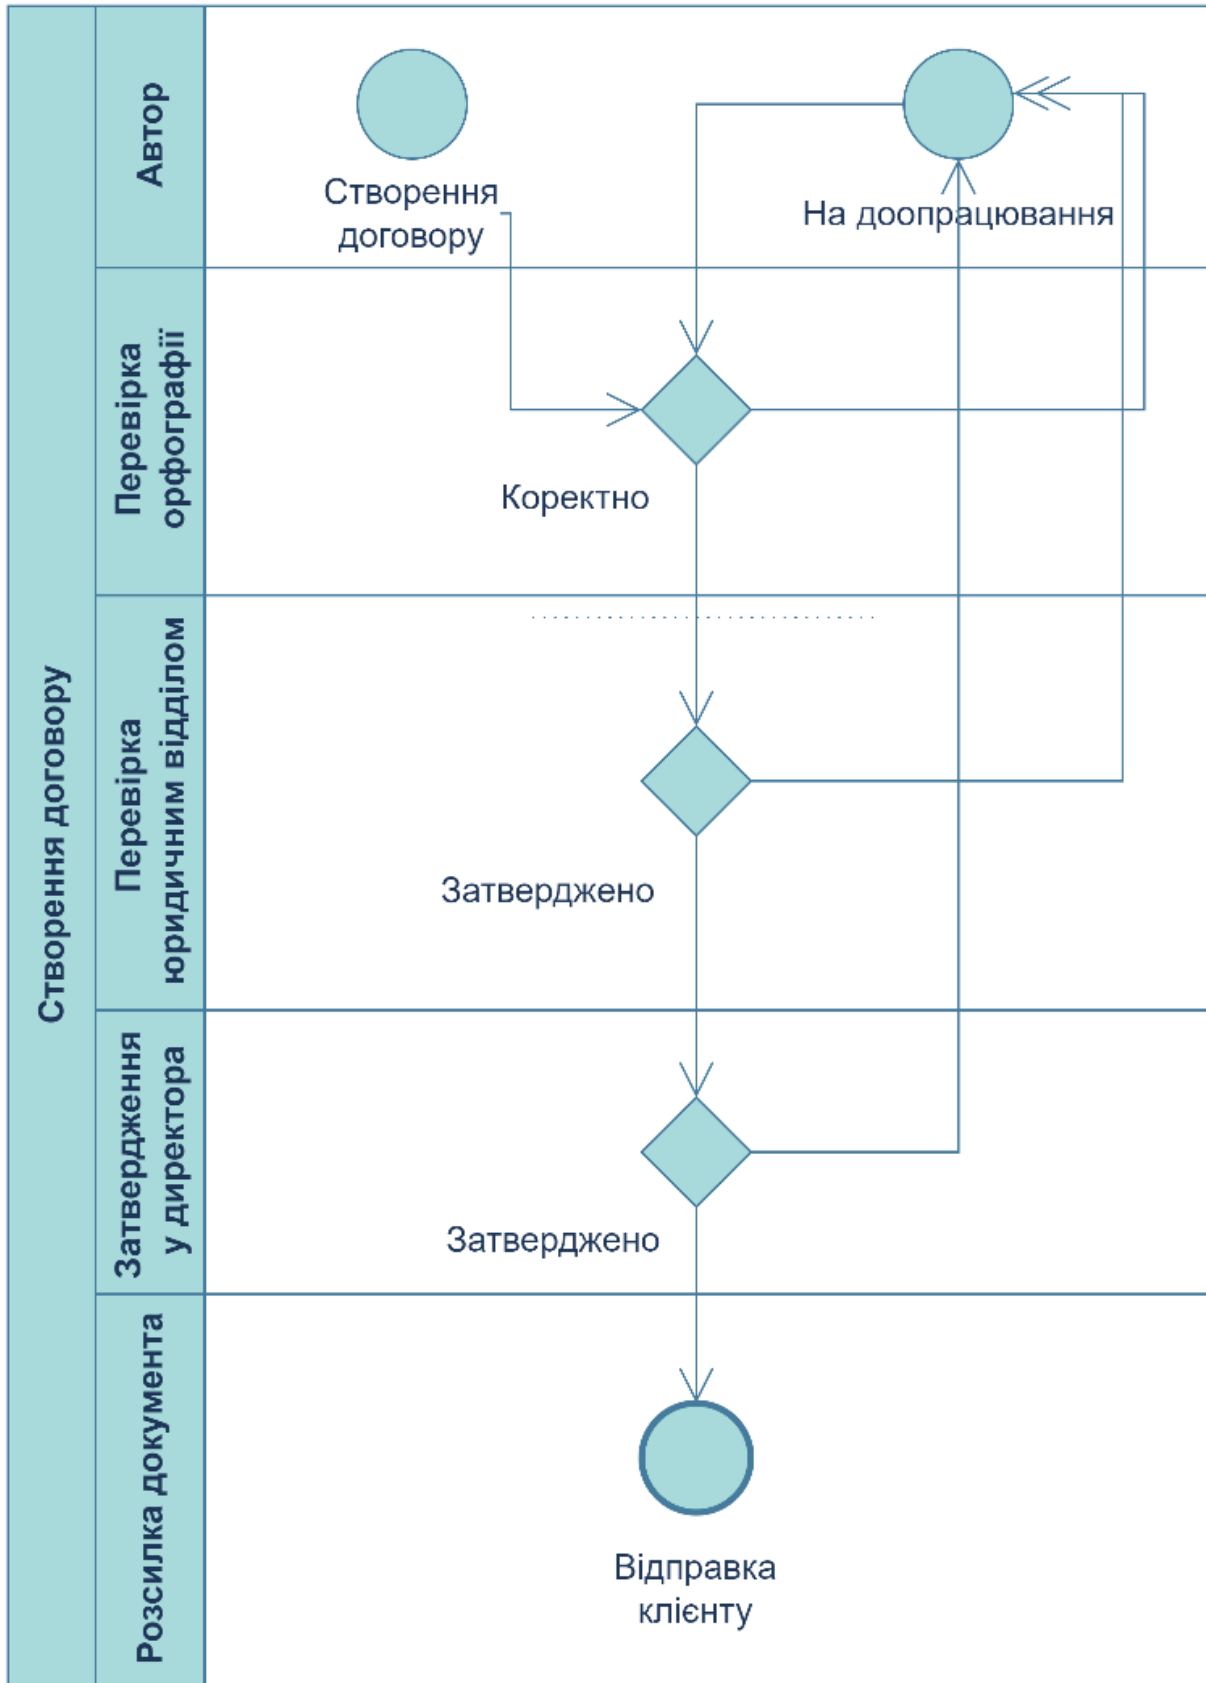 Створення договору
Автор
Створення
договору
На доопрацювання
Перевірка
орфографії
Коректно
Перевірка
юридичним відділом
Затверджено
Затвердження
у директора
Затверджено
Розсилка документа
Відправка
клієнту